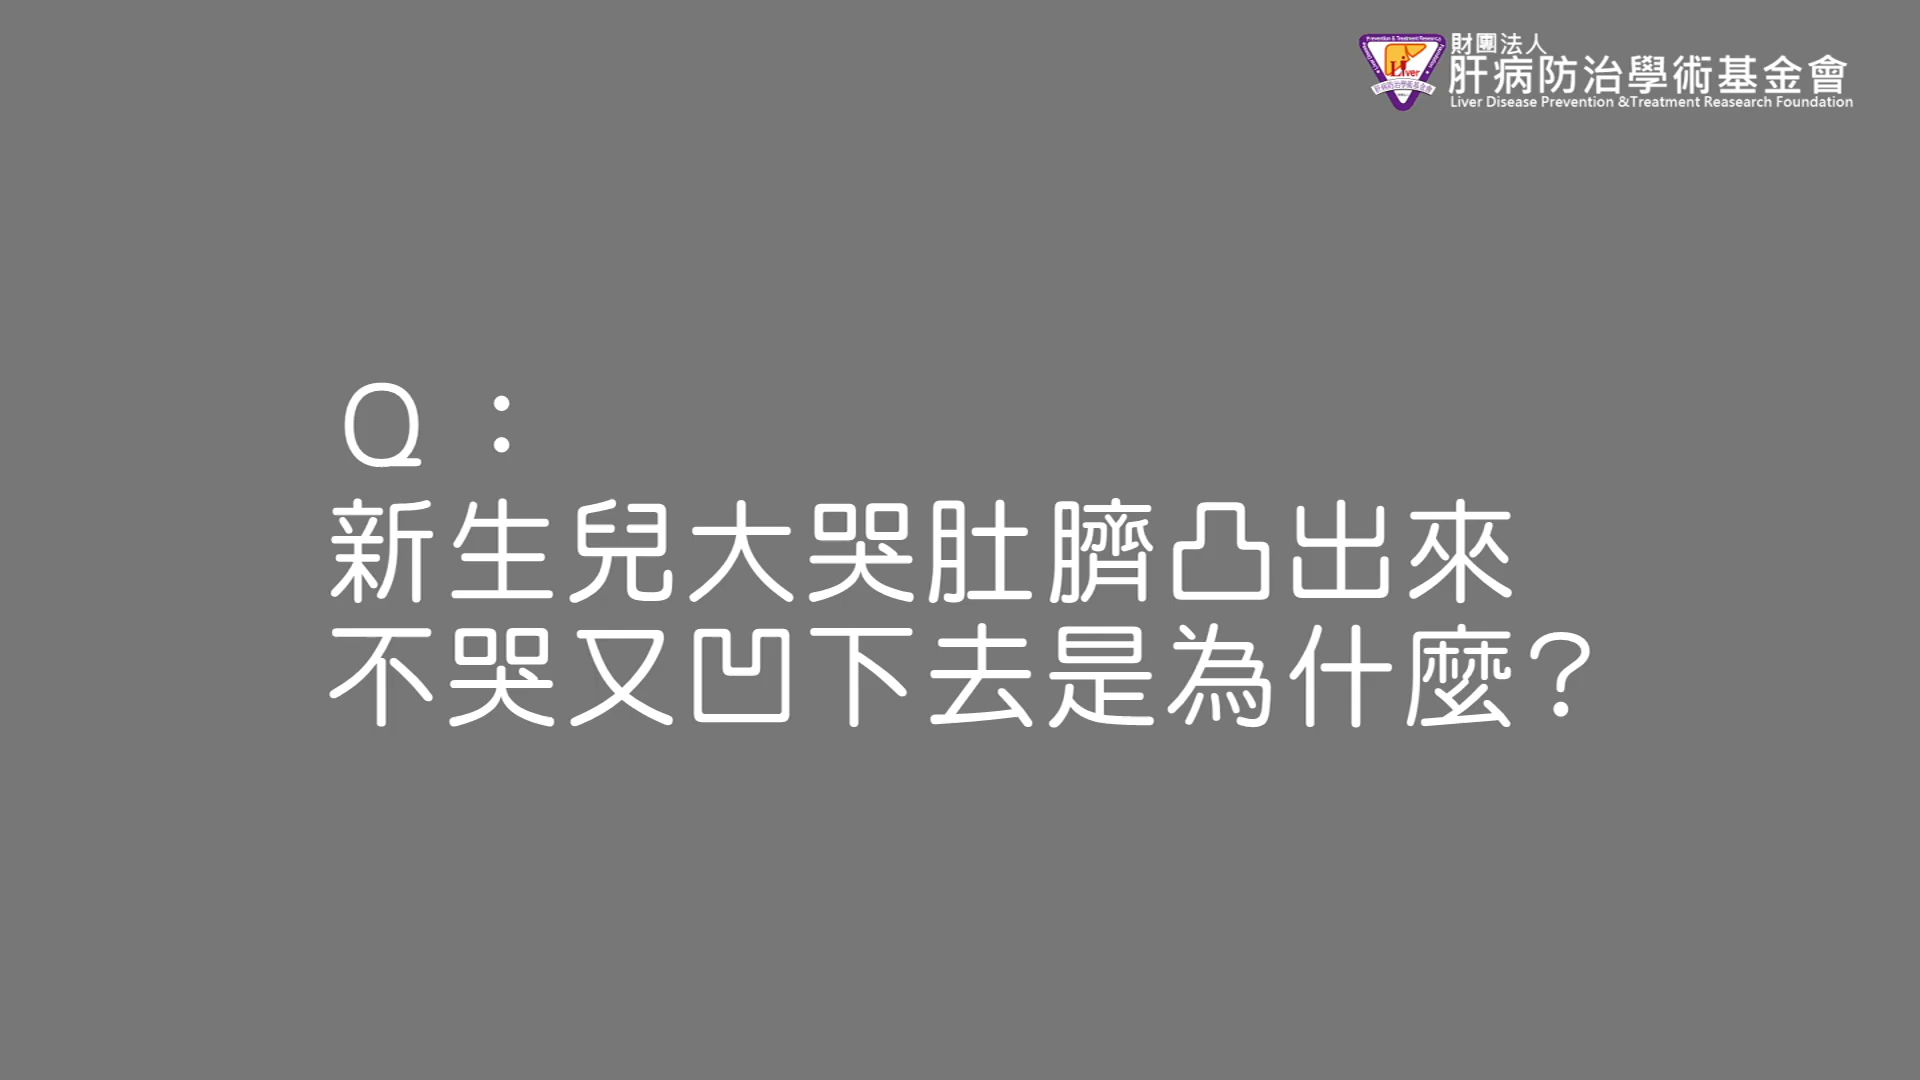 財團法人
肝病防治學術基金會
Liver Disease Prevention &Treatment Reasearch Foundation
Liver
Q：
新生兒大哭肚臍凸出來
不哭又凹下去是為什麼？